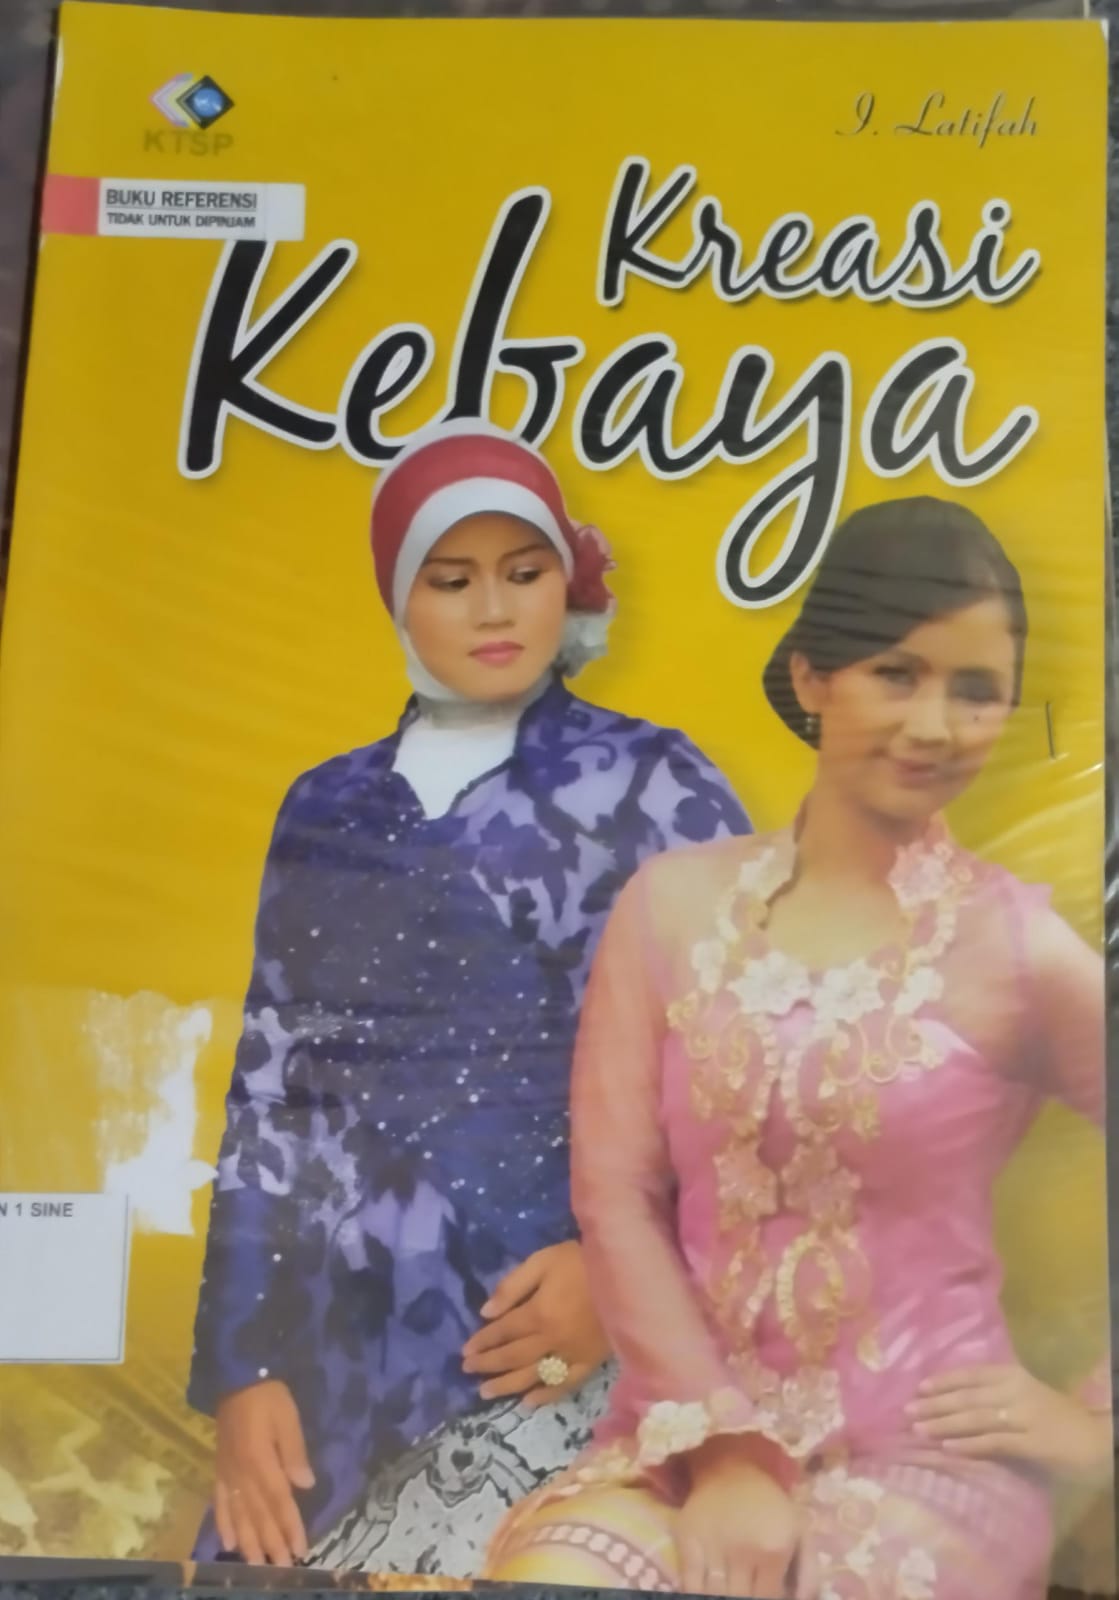 KTSP
I. Latifah
BUKU REFERENSI
TIDAK UNTUK DIPINJAM
Kreasi
Kebaya
N 1 SINE